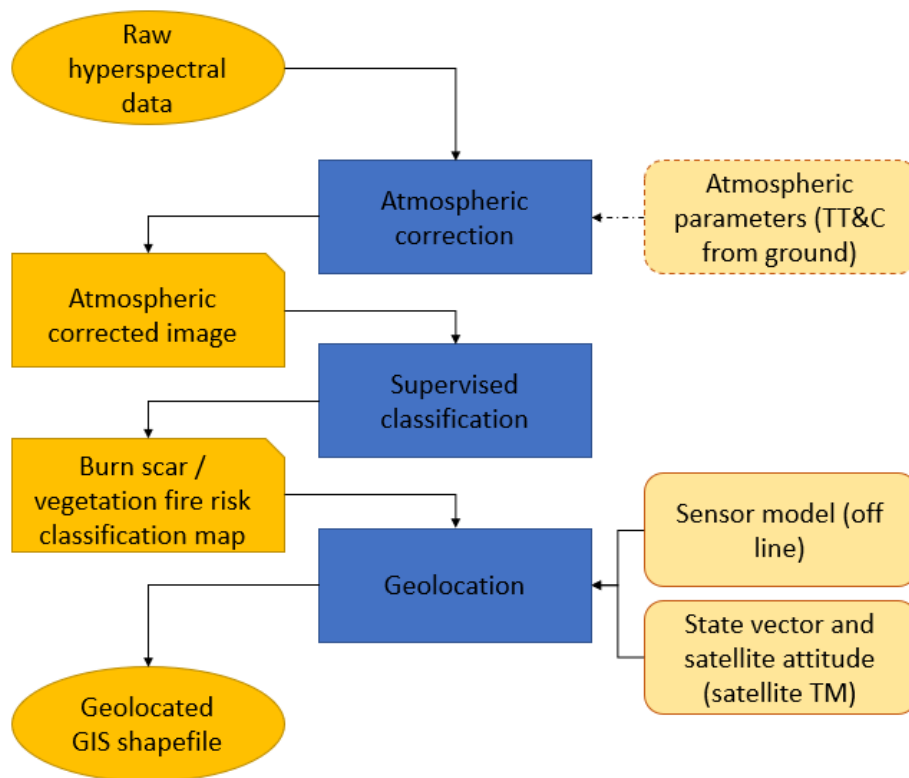 Raw
hyperspectral
data
Atmospheric
correction
Atmospheric
parameters (TT&C
from ground)
Atmospheric
corrected image
Supervised
classification
Burn scar /
vegetation fire risk
classification map
Sensor model (off
line)
Geolocation
State vector and
satellite attitude
(satellite TM)
Geolocated
GIS shapefile